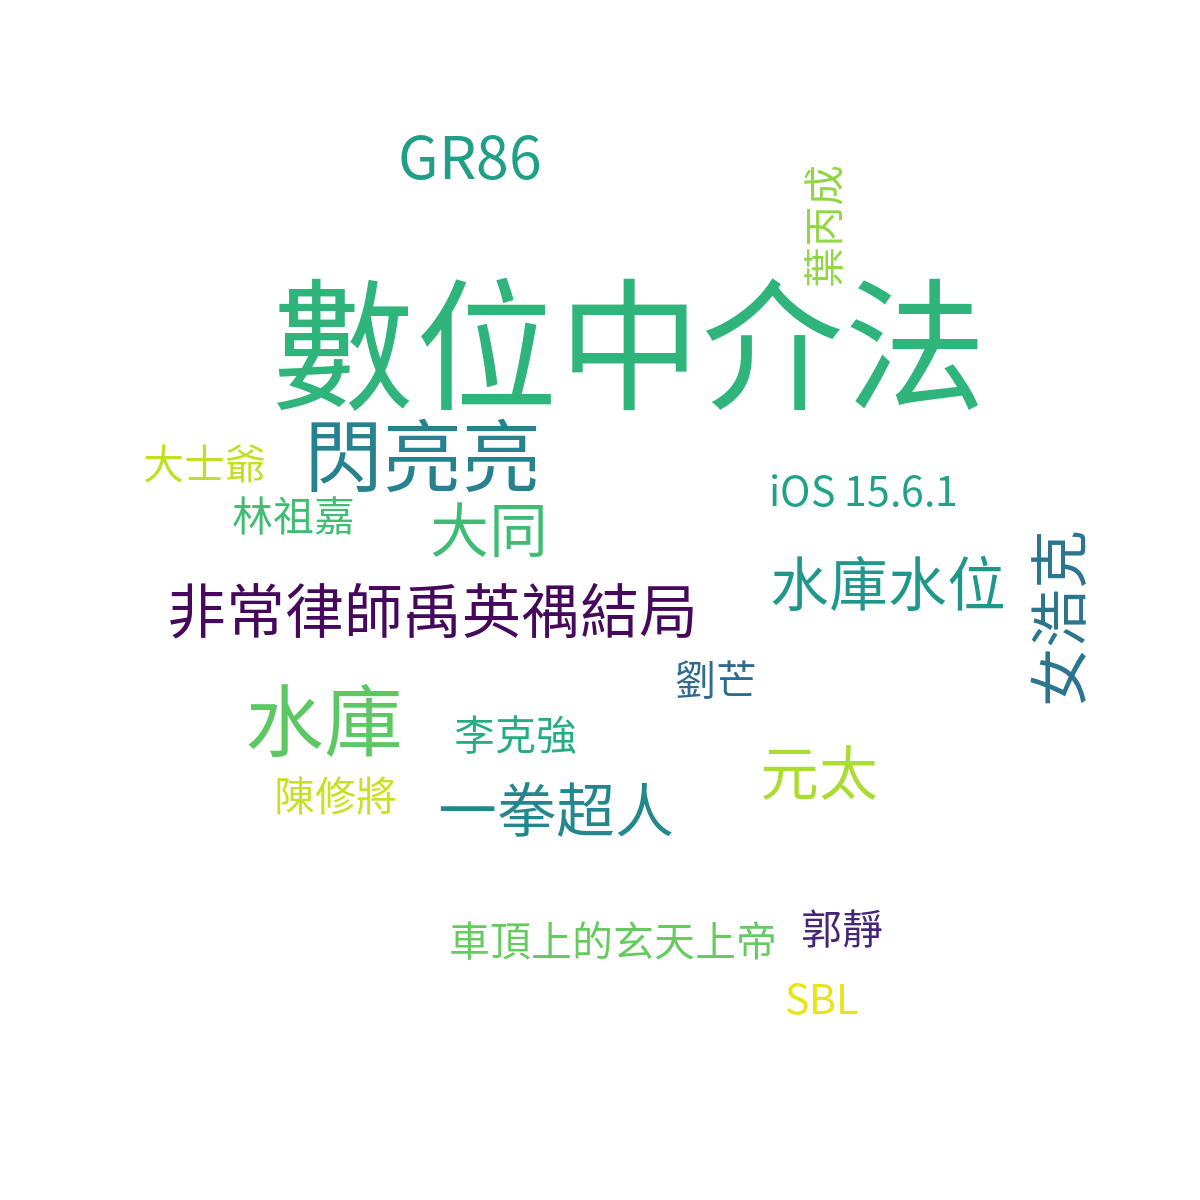 GR86
葉丙成
數位中介法
閃亮亮
大士爺
iOS 15.6.1
林祖嘉
大同
女浩克
水庫水位
非常律師禹英禑結局
劉芒
水庫
李克強
元太
陳修將
一拳超人
車頂上的玄天上帝
郭靜
SBL